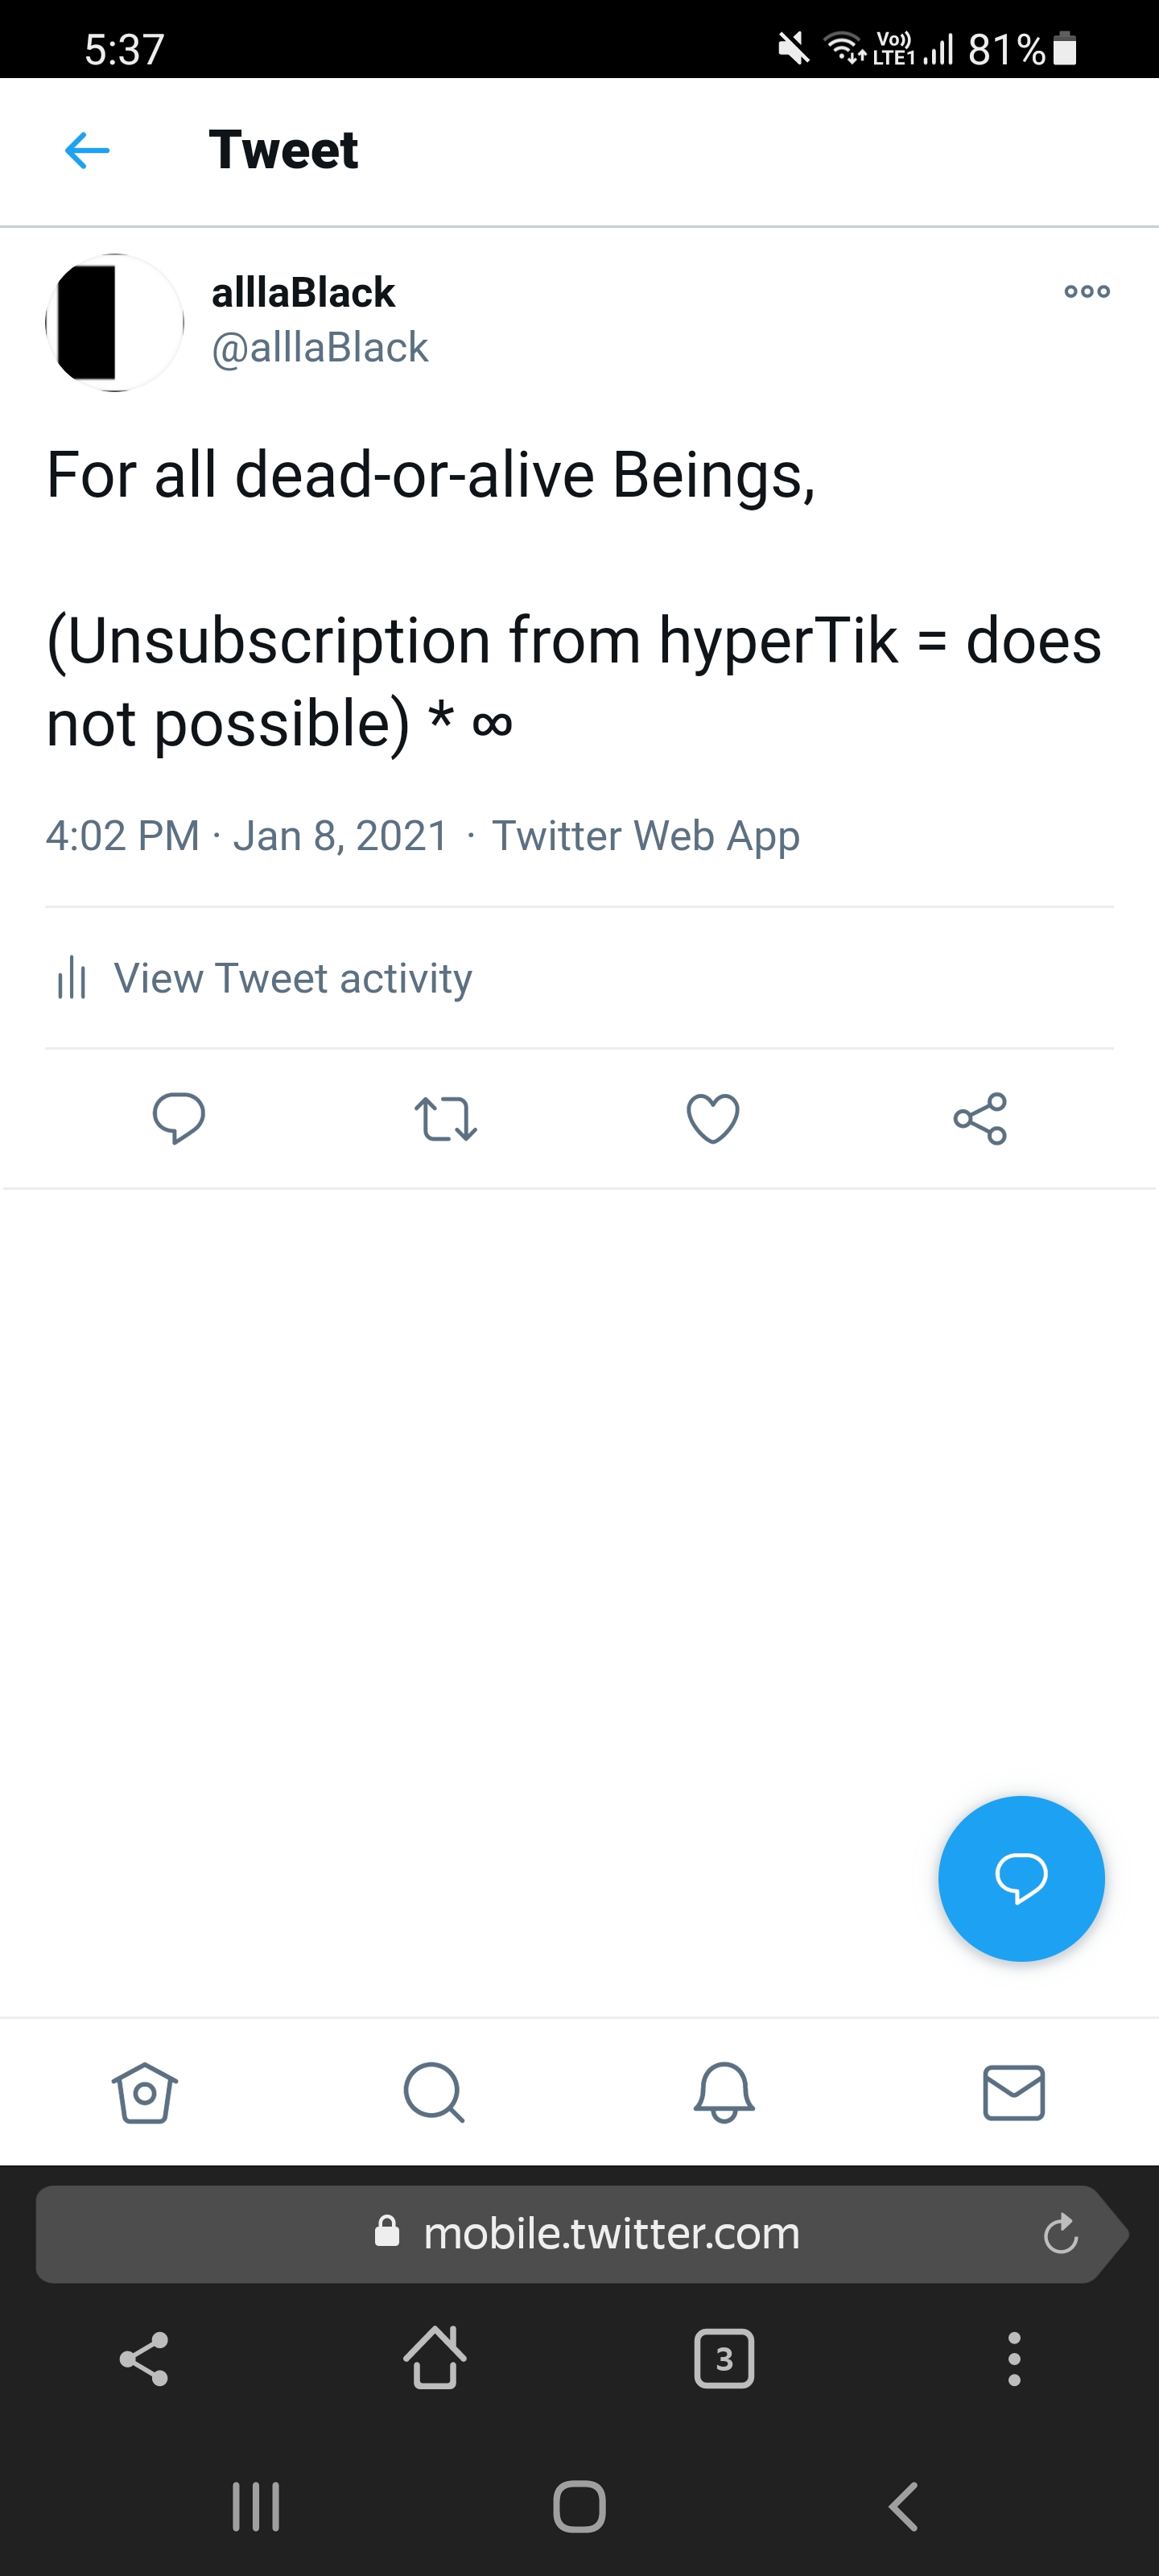 5:37
Vo)) LTE1 81%
Tweet
alllaBlack
@alllaBlack
For all dead-or-alive Beings,
(Unsubscription from hyperTik = does
not possible) * ∞
4:02 PM · Jan 8, 2021 · Twitter Web App
View Tweet activity
mobile.twitter.com
3